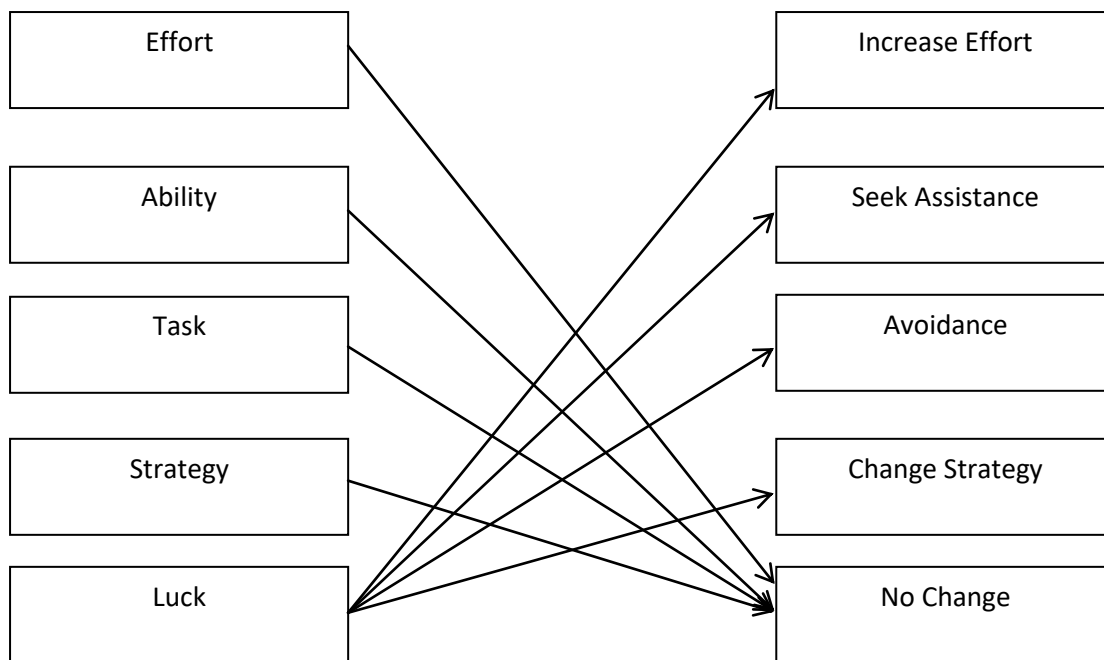 Effort
Increase Effort
Ability
Seek Assistance
Task
Avoidance
Strategy
Change Strategy
Luck
No Change